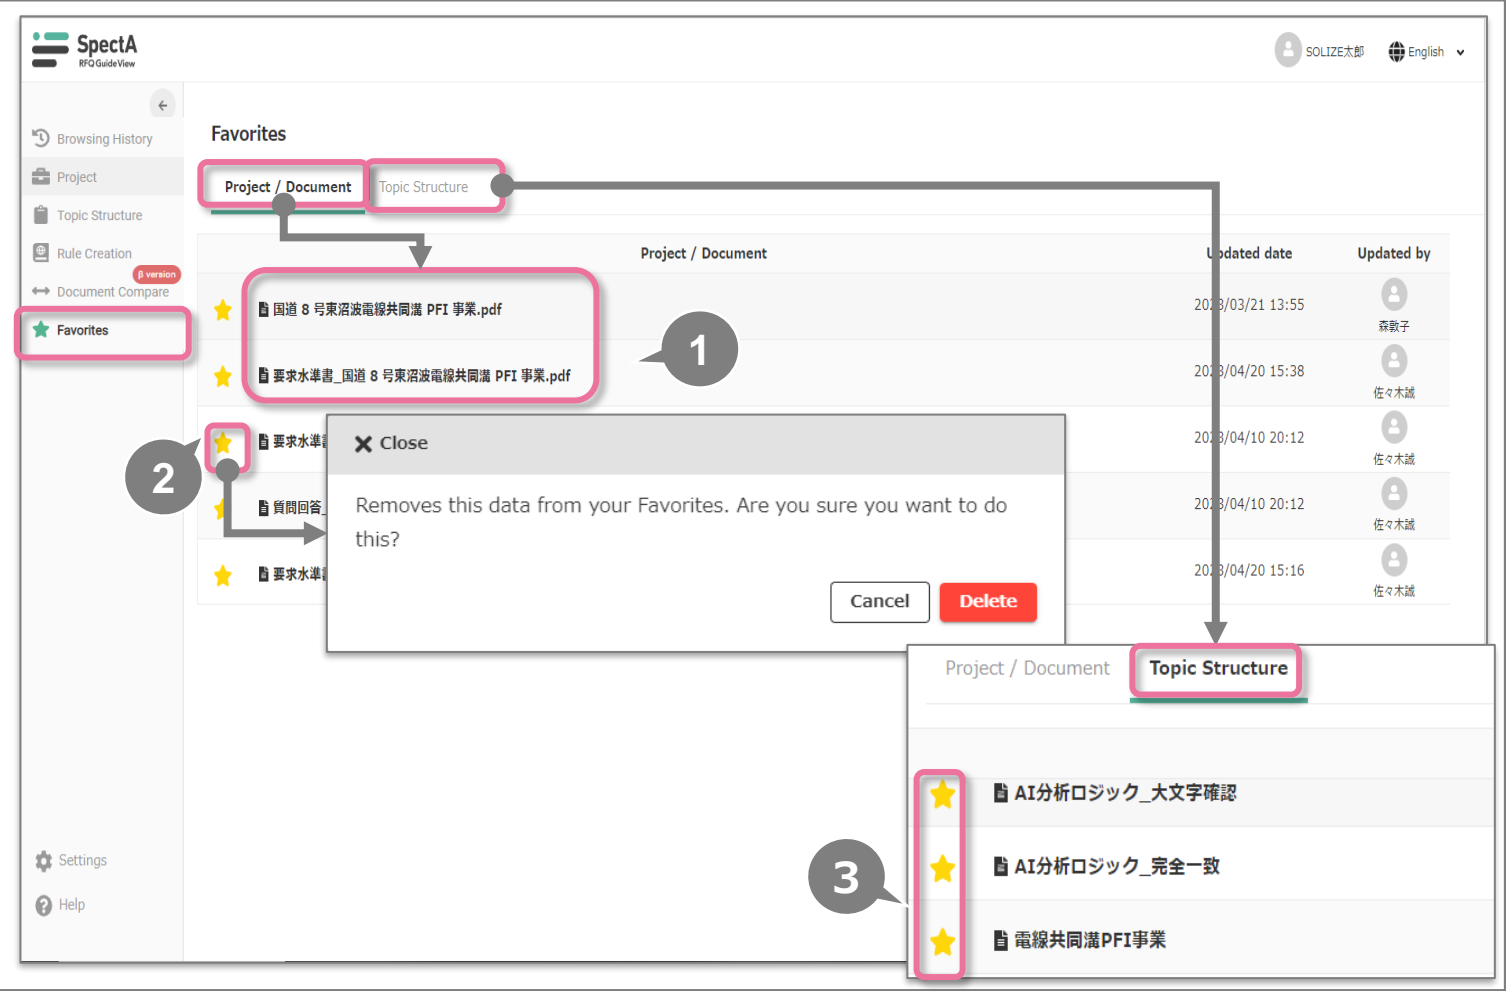 SpectA
RFQ GuideView
SOLIZE太郎
English
Browsing History
Project
Topic Structure
Rule Creation
β version
Document Compare
Favorites
Settings
Help
Favorites
Project / Document
Topic Structure
Project / Document
Updated date
Updated by
国道 8 号東沼波電線共同溝 PFI 事業.pdf
2023/03/21 13:55
森敦子
要求水準書_国道 8 号東沼波電線共同溝 PFI 事業.pdf
2023/04/20 15:38
佐々木誠
要求水準
2023/04/10 20:12
佐々木誠
質問回答_
2023/04/10 20:12
佐々木誠
要求水準
2023/04/20 15:16
佐々木誠
1
2
Close
Removes this data from your Favorites. Are you sure you want to do
this?
Cancel
Delete
Project / Document
Topic Structure
AI分析ロジック_大文字確認
AI分析ロジック_完全一致
電線共同溝PFI事業
3